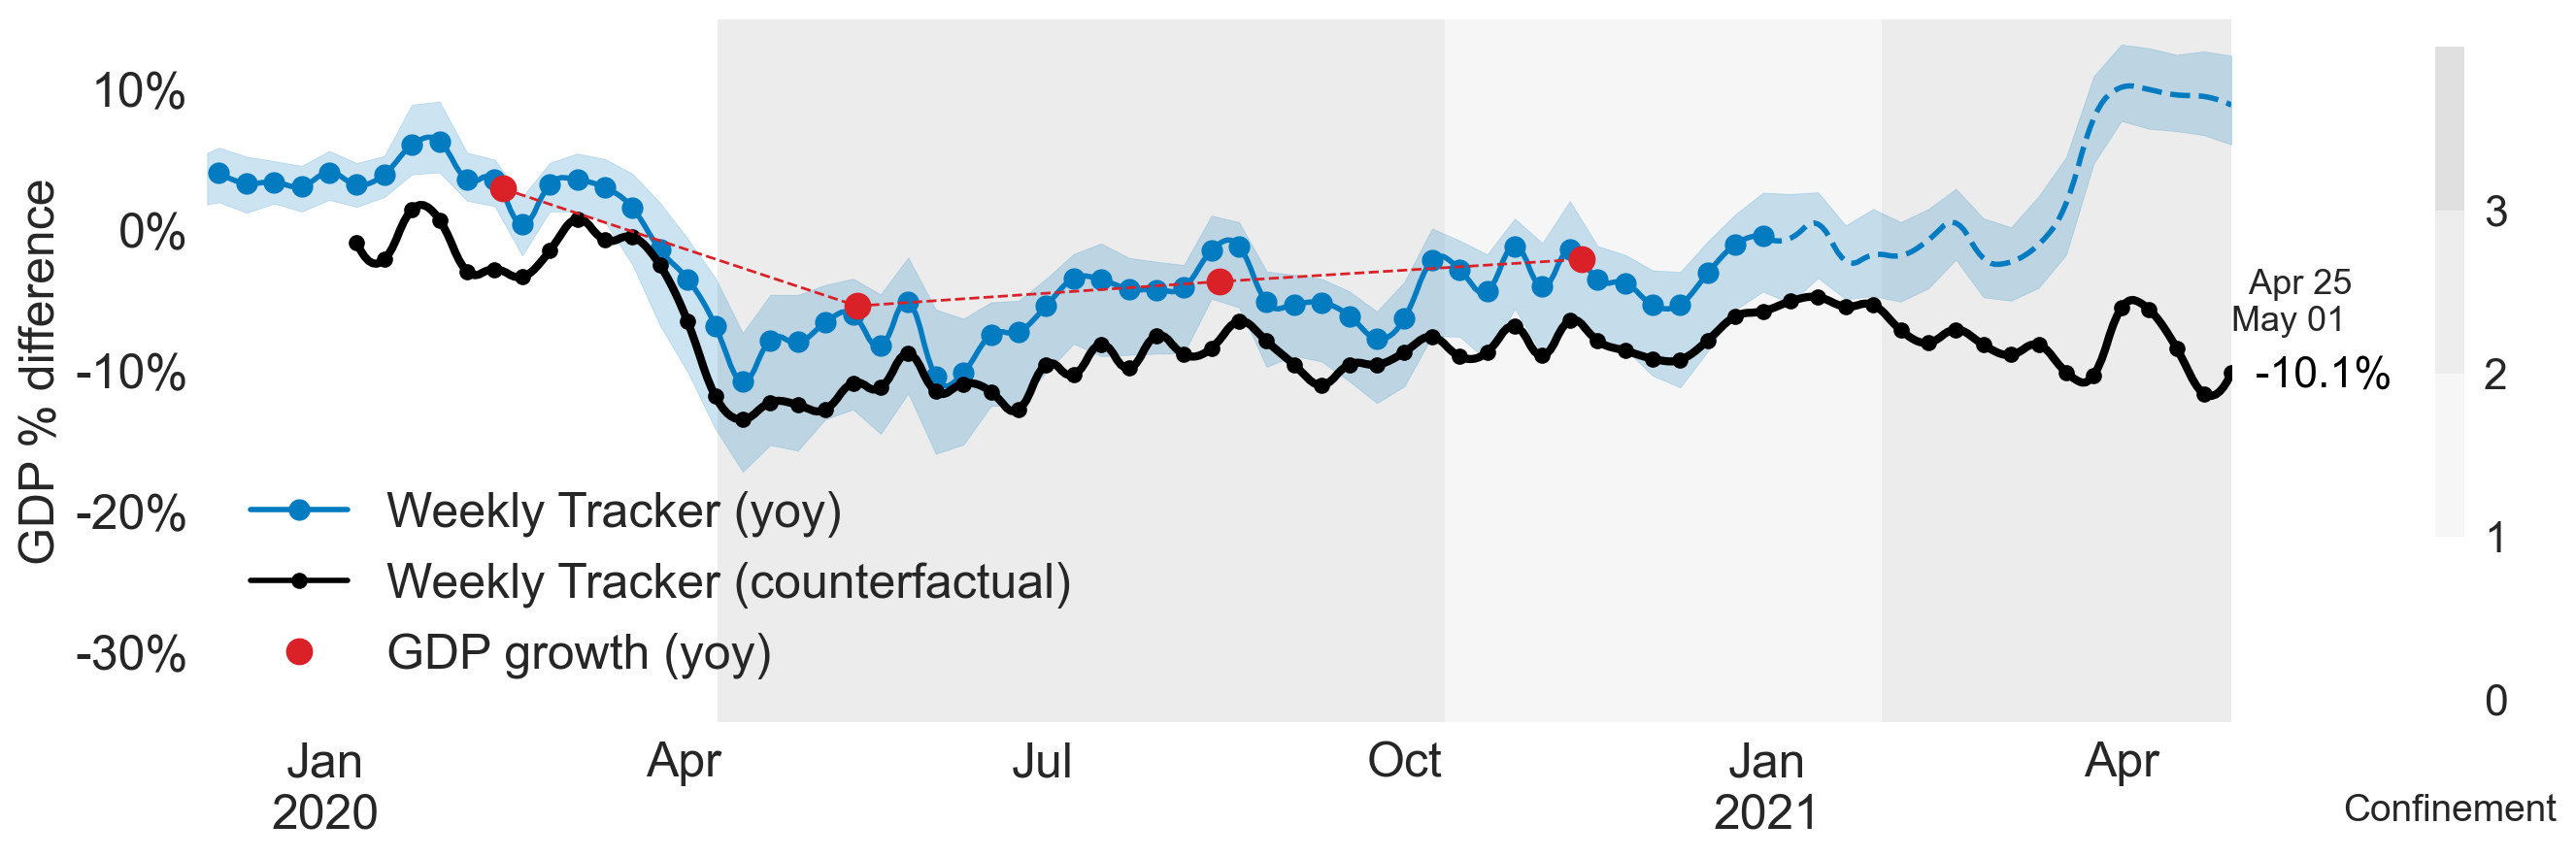 GDP % difference
10%
0%
-10%
-20%
-30%
Weekly Tracker (yoy)
Weekly Tracker (counterfactual)
GDP growth (yoy)
Jan
2020
Apr
Jul
Oct
Jan
2021
Apr
Apr 25
May 01
-10.1%
3
2
1
0
Confinement